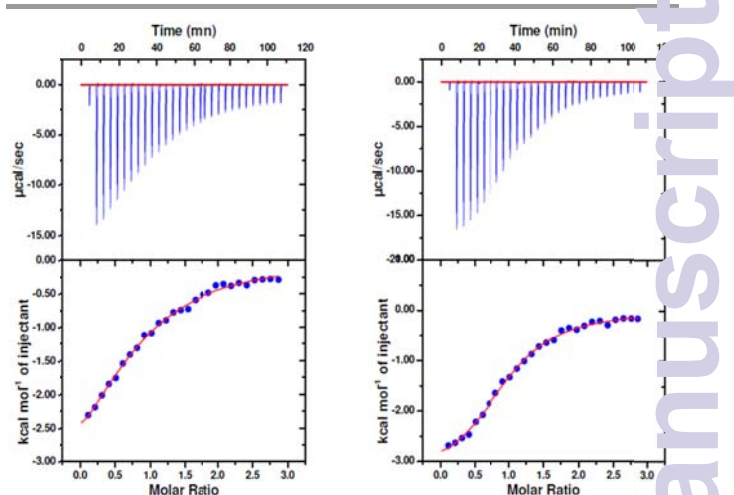 Time (mn)
0 20 40 60 80 100 120
0.00
-5.00
-10.00
-15.00
µcal/sec
0.00
-0.50
-1.00
-1.50
-2.00
-2.50
-3.00
kcal mol⁻¹ of injectant
0.0 0.5 1.0 1.5 2.0 2.5 3.0
Molar Ratio
Time (min)
0 20 40 60 80 100
0.00
-5.00
-10.00
-15.00
µcal/sec
0.00
-1.00
-2.00
-3.00
kcal mol⁻¹ of injectant
0.0 0.5 1.0 1.5 2.0 2.5 3.0
Molar Ratio
anuscript